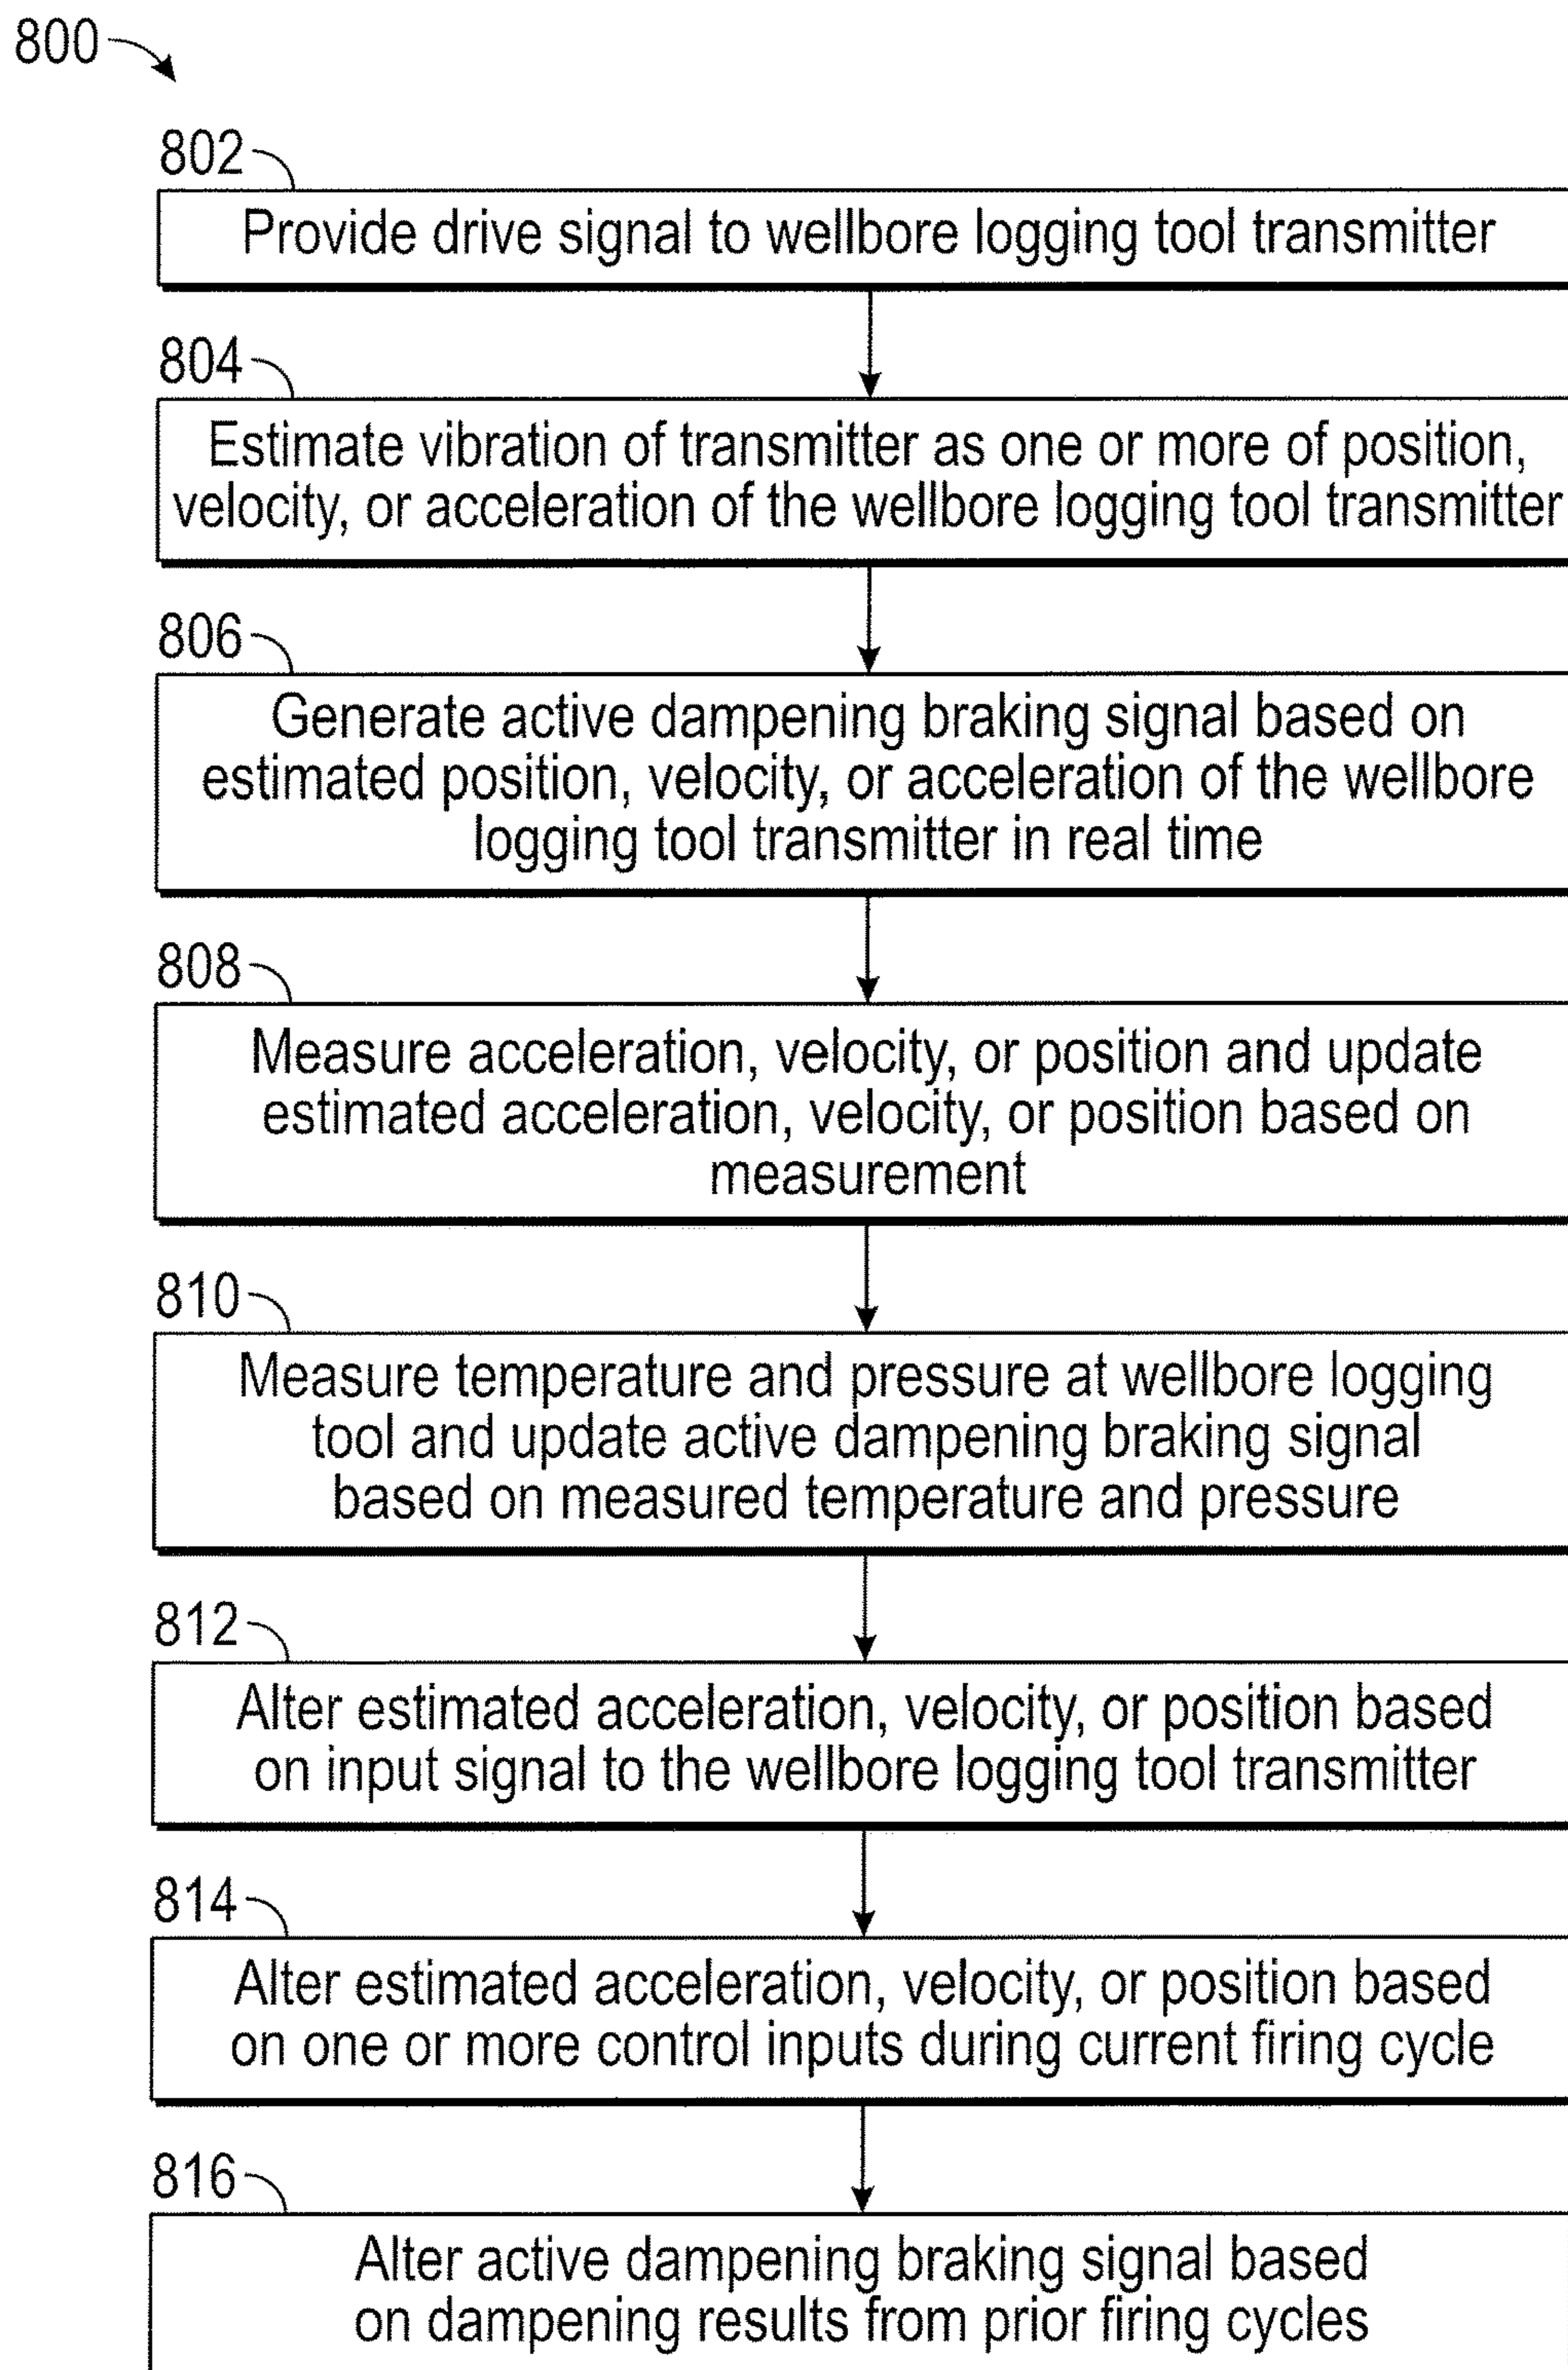 800
802
Provide drive signal to wellbore logging tool transmitter
804
Estimate vibration of transmitter as one or more of position,
velocity, or acceleration of the wellbore logging tool transmitter
806
Generate active dampening braking signal based on
estimated position, velocity, or acceleration of the wellbore
logging tool transmitter in real time
808
Measure acceleration, velocity, or position and update
estimated acceleration, velocity, or position based on
measurement
810
Measure temperature and pressure at wellbore logging
tool and update active dampening braking signal
based on measured temperature and pressure
812
Alter estimated acceleration, velocity, or position based
on input signal to the wellbore logging tool transmitter
814
Alter estimated acceleration, velocity, or position based
on one or more control inputs during current firing cycle
816
Alter active dampening braking signal based
on dampening results from prior firing cycles